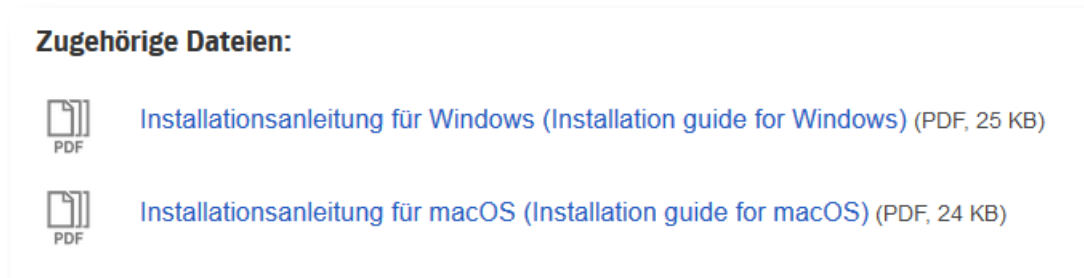 Zugehörige Dateien:
PDF
Installationsanleitung für Windows (Installation guide for Windows) (PDF, 25 KB)
PDF
Installationsanleitung für macOS (Installation guide for macOS) (PDF, 24 KB)